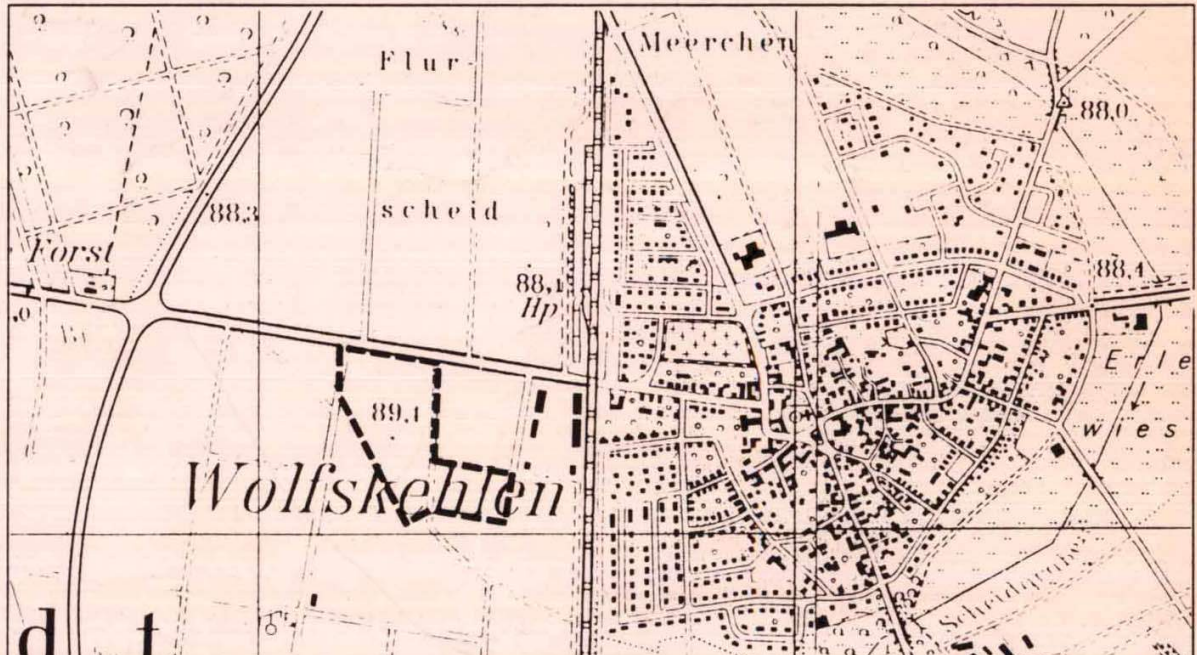 Meerchen
Flur-
88,0
scheid
88,3
Forst
88,1
Hp
88,4
Erle
wies
89,1
Wolfskehlen
Scheidgraben
d t